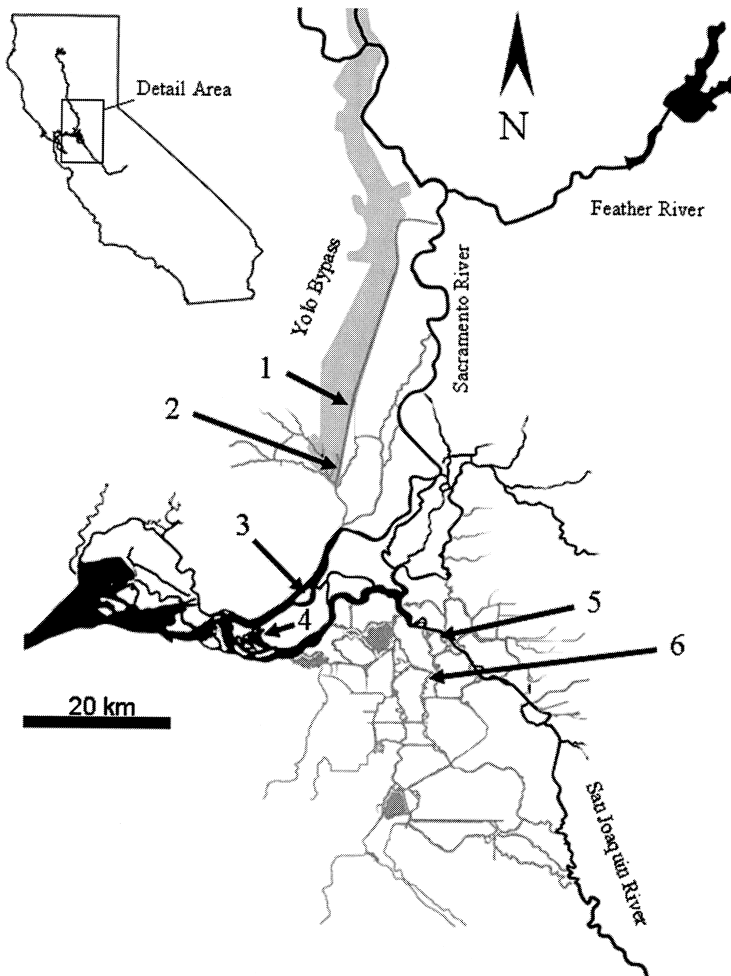 Detail Area
N
Feather River
Yolo Bypass
Sacramento River
1
2
3
4
5
6
20 km
San Joaquin River